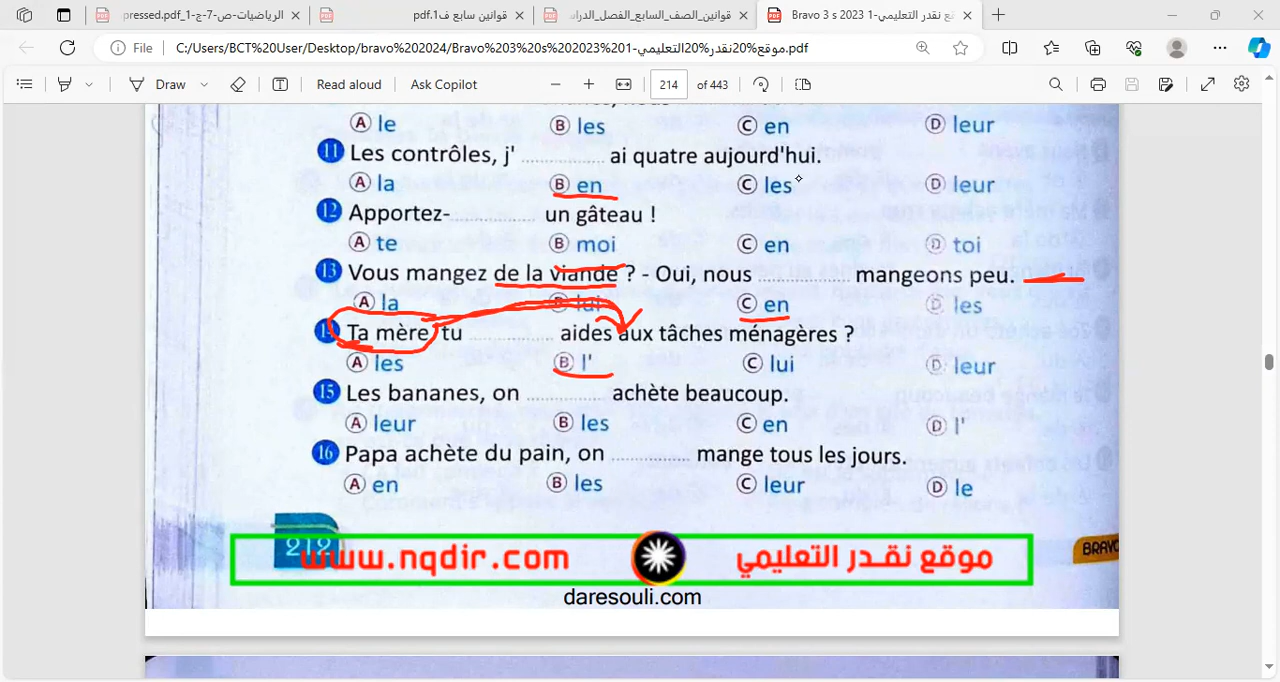 الرياضيات-ص-7-ج-1_pressed.pdf
قوانين سابع ف1.pdf
قوانين_الصف_السابع_الفصل_الدرا
Bravo 3 s 2023 1-ع نقدر التعليمي
File C:/Users/BCT%20User/Desktop/bravo%202024/Bravo%203%20s%202023%201-موقع%20نقدر%20التعليمي.pdf
Draw Read aloud Ask Copilot 214 of 443
A le B les C en D leur
11 Les contrôles, j' ............ ai quatre aujourd'hui.
A la B en C les D leur
12 Apportez- ............ un gâteau !
A te B moi C en D toi
13 Vous mangez de la viande ? - Oui, nous ............ mangeons peu.
A la B lui C en D les
14 Ta mère, tu ............ aides aux tâches ménagères ?
A les B l' C lui D leur
15 Les bananes, on ............ achète beaucoup.
A leur B les C en D l'
16 Papa achète du pain, on ............ mange tous les jours.
A en B les C leur D le
212
www.nqdir.com موقع نقدر التعليمي
BRAVO
daresouli.com